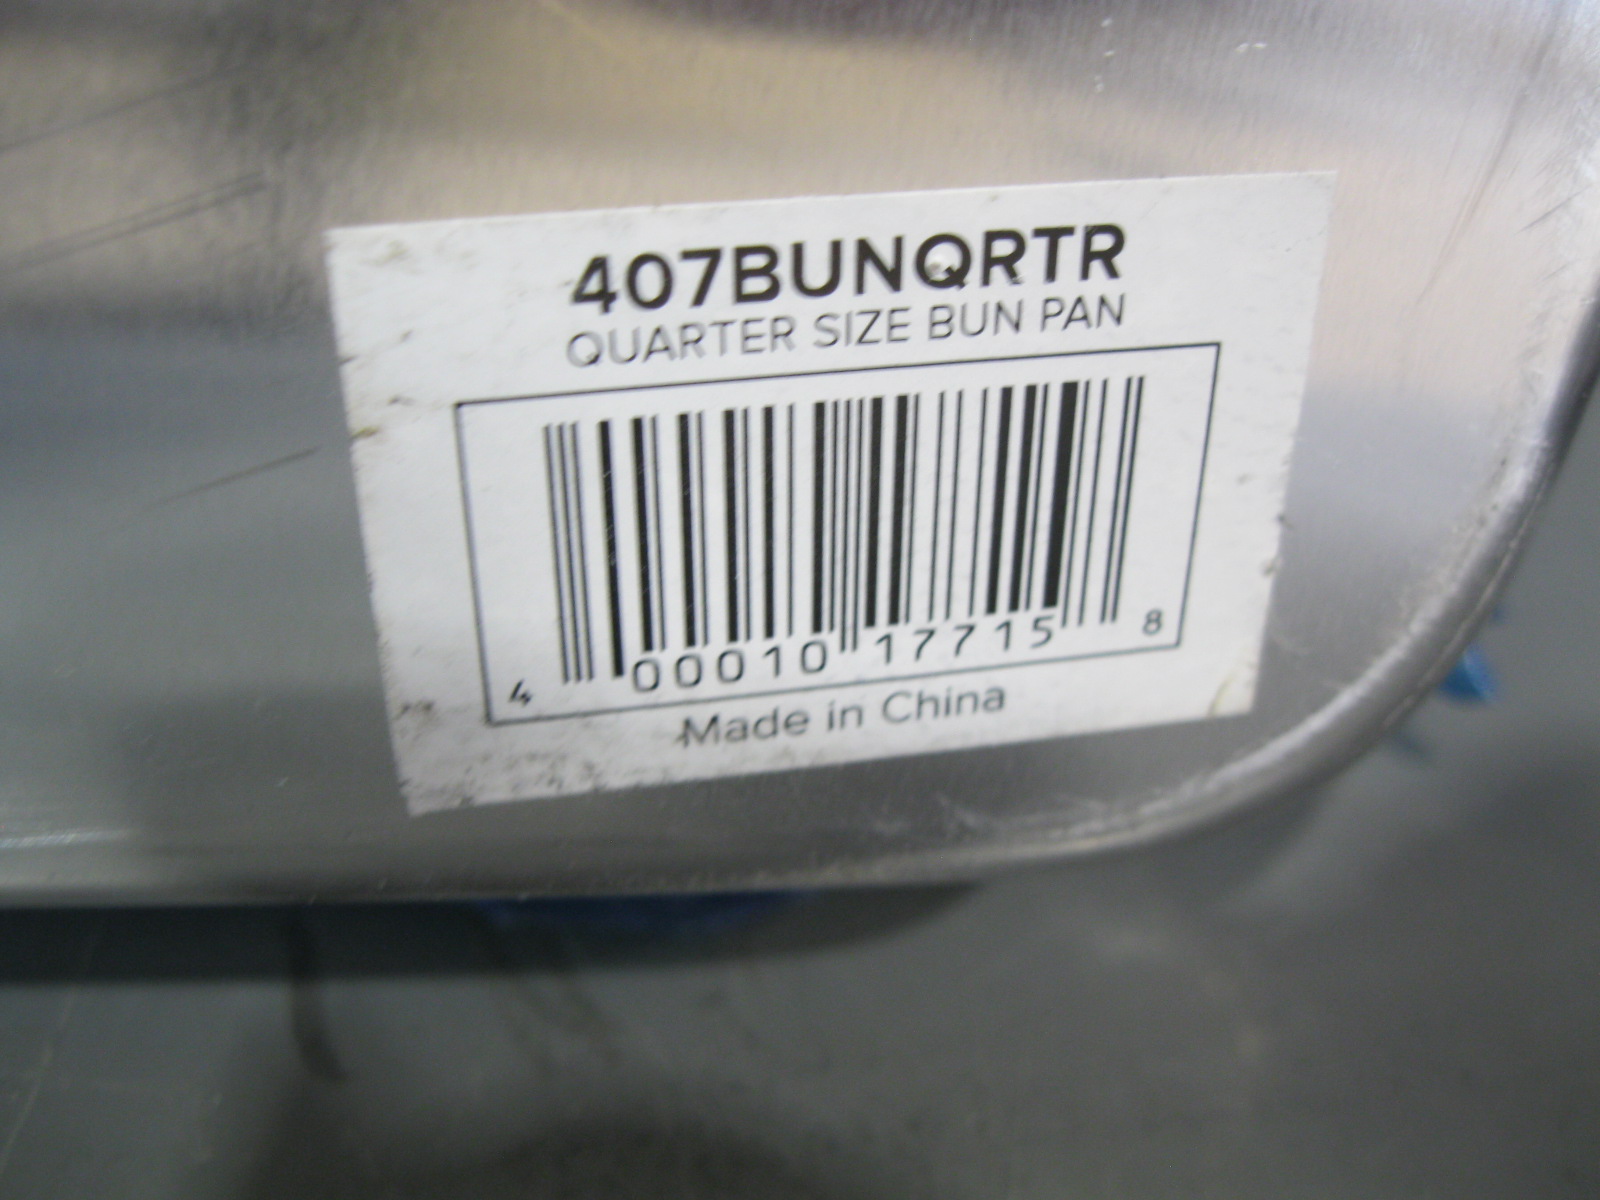 407BUNQRTR
QUARTER SIZE BUN PAN
4 00010 17715 8
Made in China